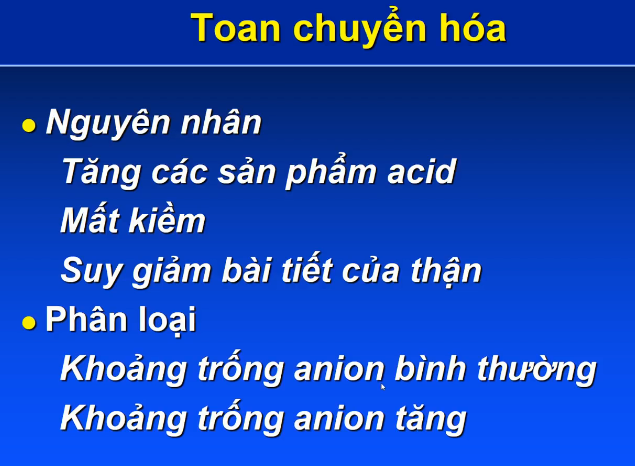 Toan chuyển hóa
Nguyên nhân
Tăng các sản phẩm acid
Mất kiềm
Suy giảm bài tiết của thận
Phân loại
Khoảng trống anion bình thường
Khoảng trống anion tăng